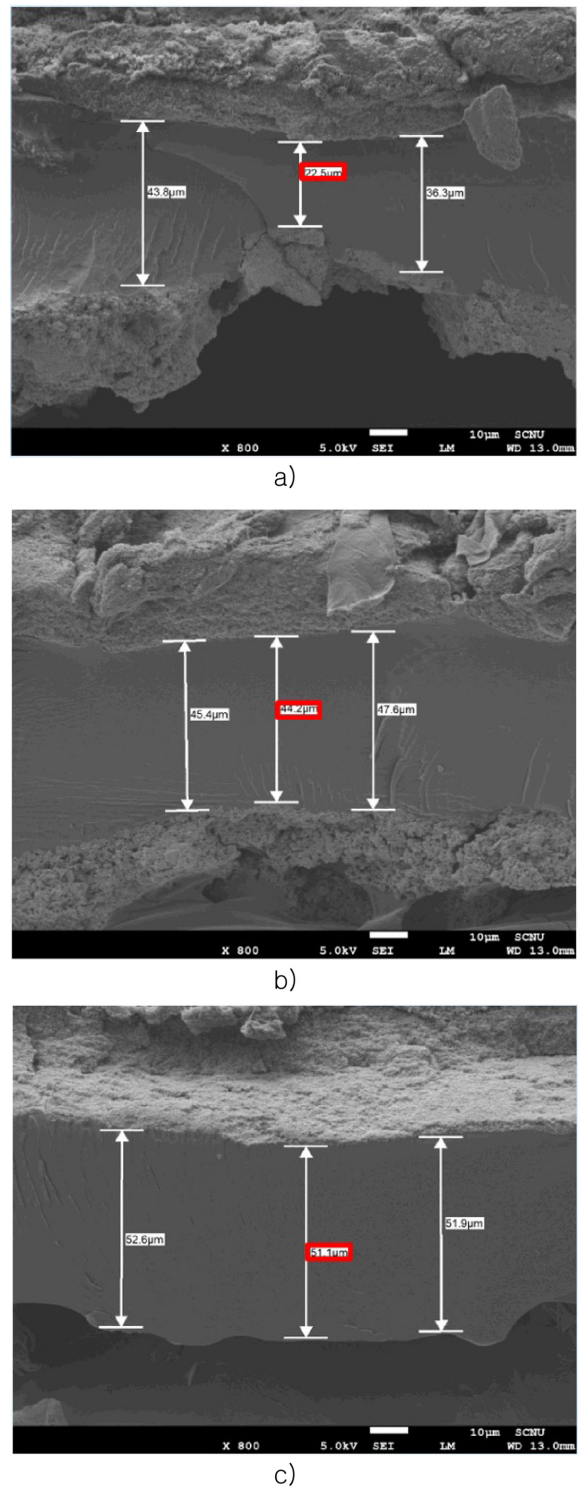 22.5µm
43.8µm
36.3µm
10µm SCNU
X 800 5.0kV SEI LM WD 13.0mm
a)
44.2µm
45.4µm
47.6µm
10µm SCNU
X 800 5.0kV SEI LM WD 13.0mm
b)
51.9µm
52.6µm
51.1µm
10µm SCNU
X 800 5.0kV SEI LM WD 13.0mm
c)